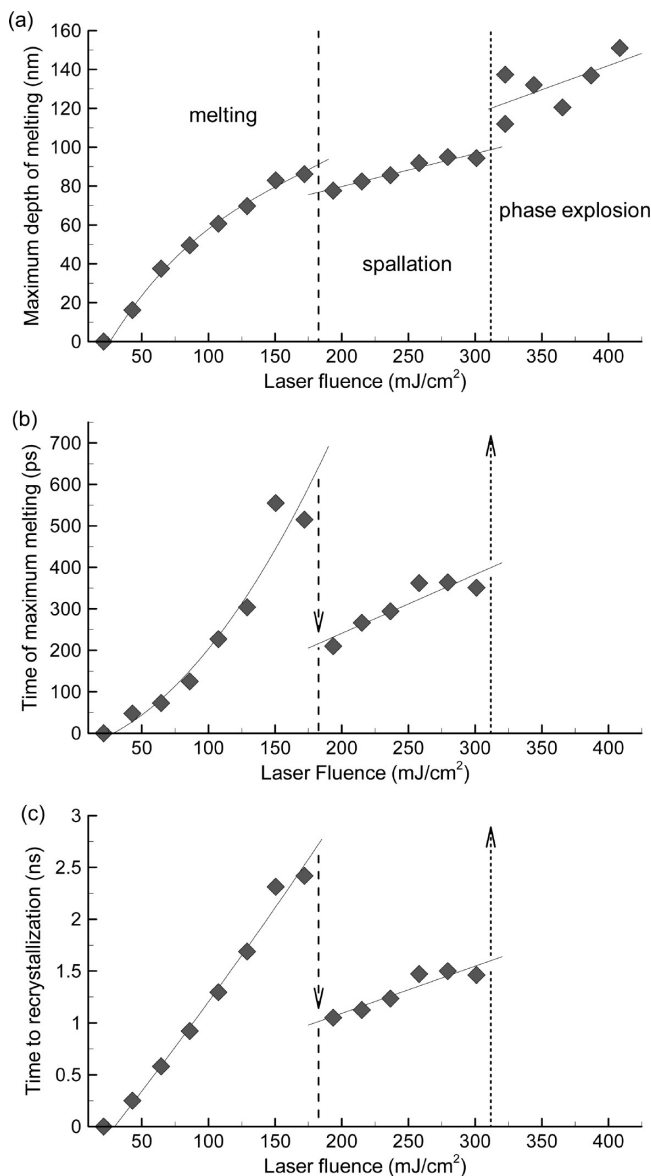 (a)
Maximum depth of melting (nm)
160
140
120
100
80
60
40
20
0
melting
spallation
phase explosion
50 100 150 200 250 300 350 400
Laser fluence (mJ/cm²)
(b)
Time of maximum melting (ps)
700
600
500
400
300
200
100
0
50 100 150 200 250 300 350 400
Laser Fluence (mJ/cm²)
(c)
Time to recrystallization (ns)
3
2.5
2
1.5
1
0.5
0
50 100 150 200 250 300 350 400
Laser fluence (mJ/cm²)